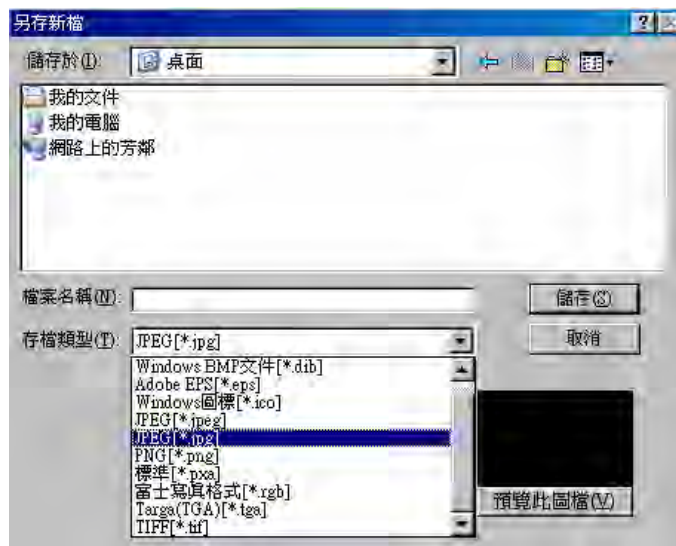 另存新檔
儲存於(I): 桌面
我的文件
我的電腦
網路上的芳鄰
檔案名稱(N): 儲存(S)
存檔類型(T): JPEG[*.jpg] 取消
Windows BMP文件[*.dib]
Adobe EPS[*.eps]
Windows圖標[*.ico]
JPEG[*.jpeg]
JPEG[*.jpg]
PNG[*.png]
標準[*.pxa]
富士寫真格式[*.rgb]
Targa(TGA)[*.tga]
TIFF[*.tif]
預覽此圖檔(V)